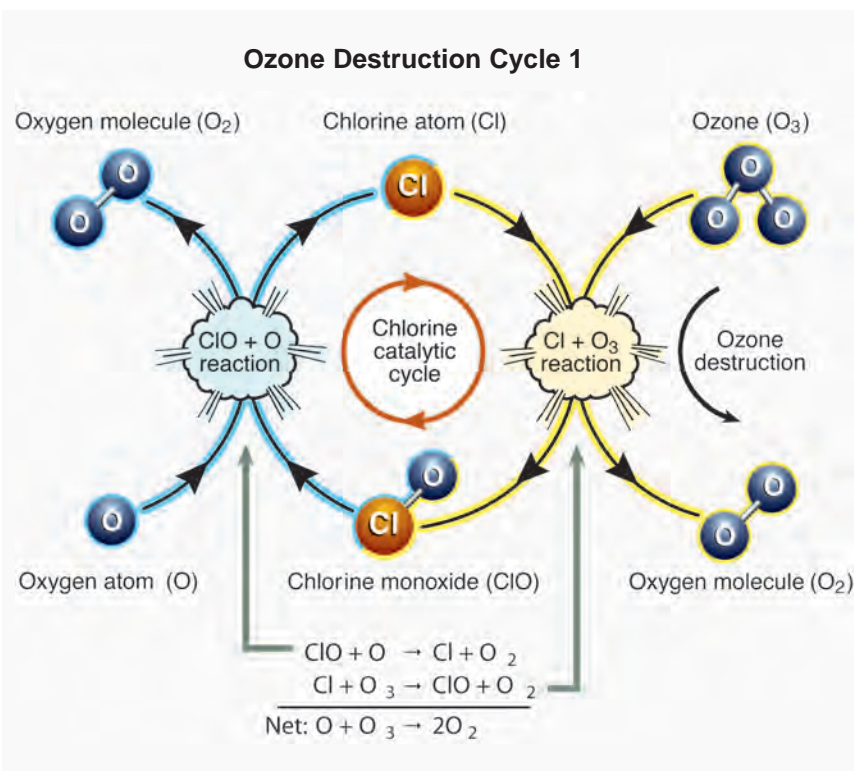 Ozone Destruction Cycle 1
Oxygen molecule (O₂)
Chlorine atom (Cl)
Ozone (O₃)
O
O
Cl
O
O
O
ClO + O
reaction
Chlorine
catalytic
cycle
Cl + O₃
reaction
Ozone
destruction
O
Cl
O
O
O
Oxygen atom (O)
Chlorine monoxide (ClO)
Oxygen molecule (O₂)
ClO + O → Cl + O ₂
Cl + O ₃ → ClO + O ₂
Net: O + O ₃ → 2O ₂